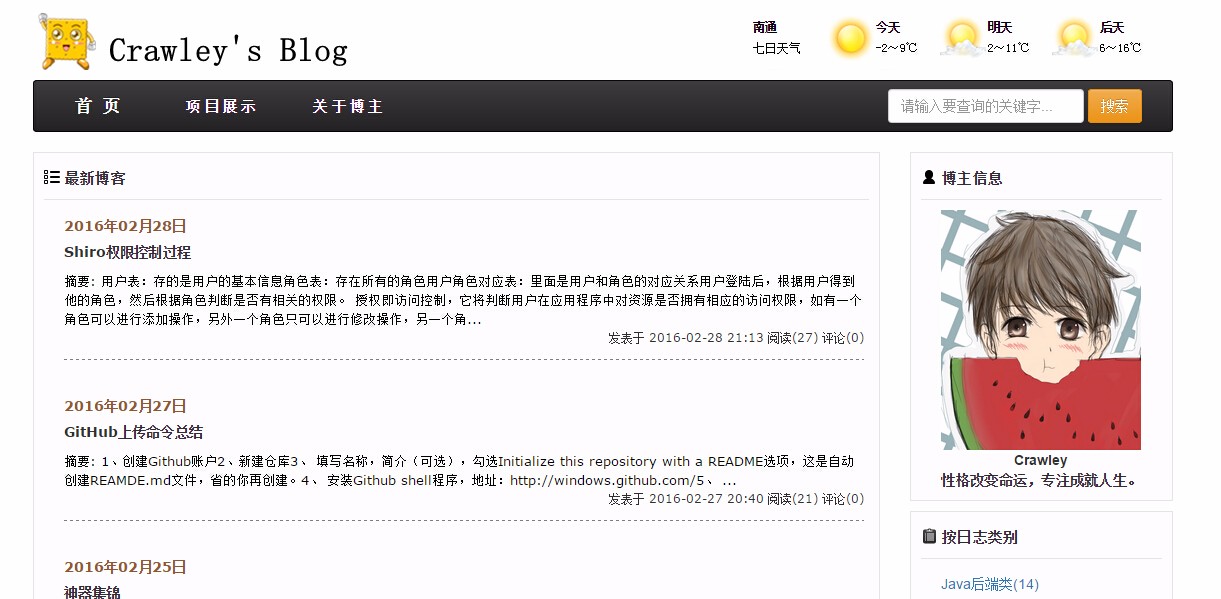 Crawley's Blog
南通
七日天气
今天
-2～9℃
明天
2～11℃
后天
6～16℃
首 页
项目展示
关于博主
请输入要查询的关键字...
搜索
最新博客
2016年02月28日
Shiro权限控制过程
摘要: 用户表：存的是用户的基本信息角色表：存在所有的角色用户角色对应表：里面是用户和角色的对应关系用户登陆后，根据用户得到
他的角色，然后根据角色判断是否有相关的权限。 授权即访问控制，它将判断用户在应用程序中对资源是否拥有相应的访问权限，如有一个
角色可以进行添加操作，另外一个角色只可以进行修改操作，另一个角...
发表于 2016-02-28 21:13 阅读(27) 评论(0)
2016年02月27日
GitHub上传命令总结
摘要: 1、创建Github账户2、新建仓库3、 填写名称，简介（可选），勾选Initialize this repository with a README选项，这是自动
创建REAMDE.md文件，省的你再创建。4、 安装Github shell程序，地址：http://windows.github.com/5、 ...
发表于 2016-02-27 20:40 阅读(21) 评论(0)
2016年02月25日
神器集锦
博主信息
Crawley
性格改变命运，专注成就人生。
按日志类别
Java后端类(14)